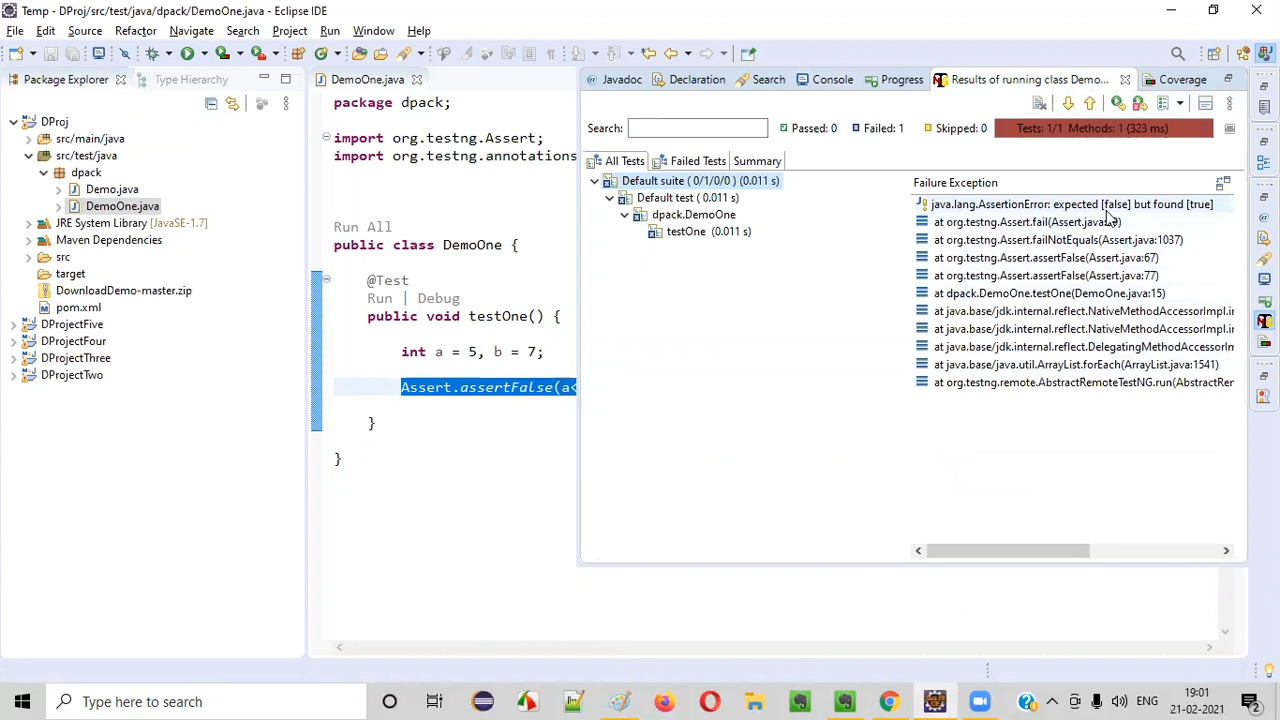 Temp - DProj/src/test/java/dpack/DemoOne.java - Eclipse IDE
File Edit Source Refactor Navigate Search Project Run Window Help
Package Explorer Type Hierarchy
DProj
src/main/java
src/test/java
dpack
Demo.java
DemoOne.java
JRE System Library [JavaSE-1.7]
Maven Dependencies
src
target
DownloadDemo-master.zip
pom.xml
DProjectFive
DProjectFour
DProjectThree
DProjectTwo
DemoOne.java
package dpack;
import org.testng.Assert;
import org.testng.annotations
Run All
public class DemoOne {
@Test
Run | Debug
public void testOne() {
int a = 5, b = 7;
Assert.assertFalse(a<
}
}
Javadoc Declaration Search Console Progress Results of running class Demo... Coverage
Search: Passed: 0 Failed: 1 Skipped: 0 Tests: 1/1 Methods: 1 (323 ms)
All Tests Failed Tests Summary
Default suite ( 0/1/0/0 ) (0.011 s)
Default test ( 0.011 s)
dpack.DemoOne
testOne (0.011 s)
Failure Exception
java.lang.AssertionError: expected [false] but found [true]
at org.testng.Assert.fail(Assert.java:
at org.testng.Assert.failNotEquals(Assert.java:1037)
at org.testng.Assert.assertFalse(Assert.java:67)
at org.testng.Assert.assertFalse(Assert.java:77)
at dpack.DemoOne.testOne(DemoOne.java:15)
at java.base/jdk.internal.reflect.NativeMethodAccessorImpl.in
at java.base/jdk.internal.reflect.NativeMethodAccessorImpl.in
at java.base/jdk.internal.reflect.DelegatingMethodAccessorIm
at java.base/java.util.ArrayList.forEach(ArrayList.java:1541)
at org.testng.remote.AbstractRemoteTestNG.run(AbstractRer
Type here to search
09:01
21-02-2021
2